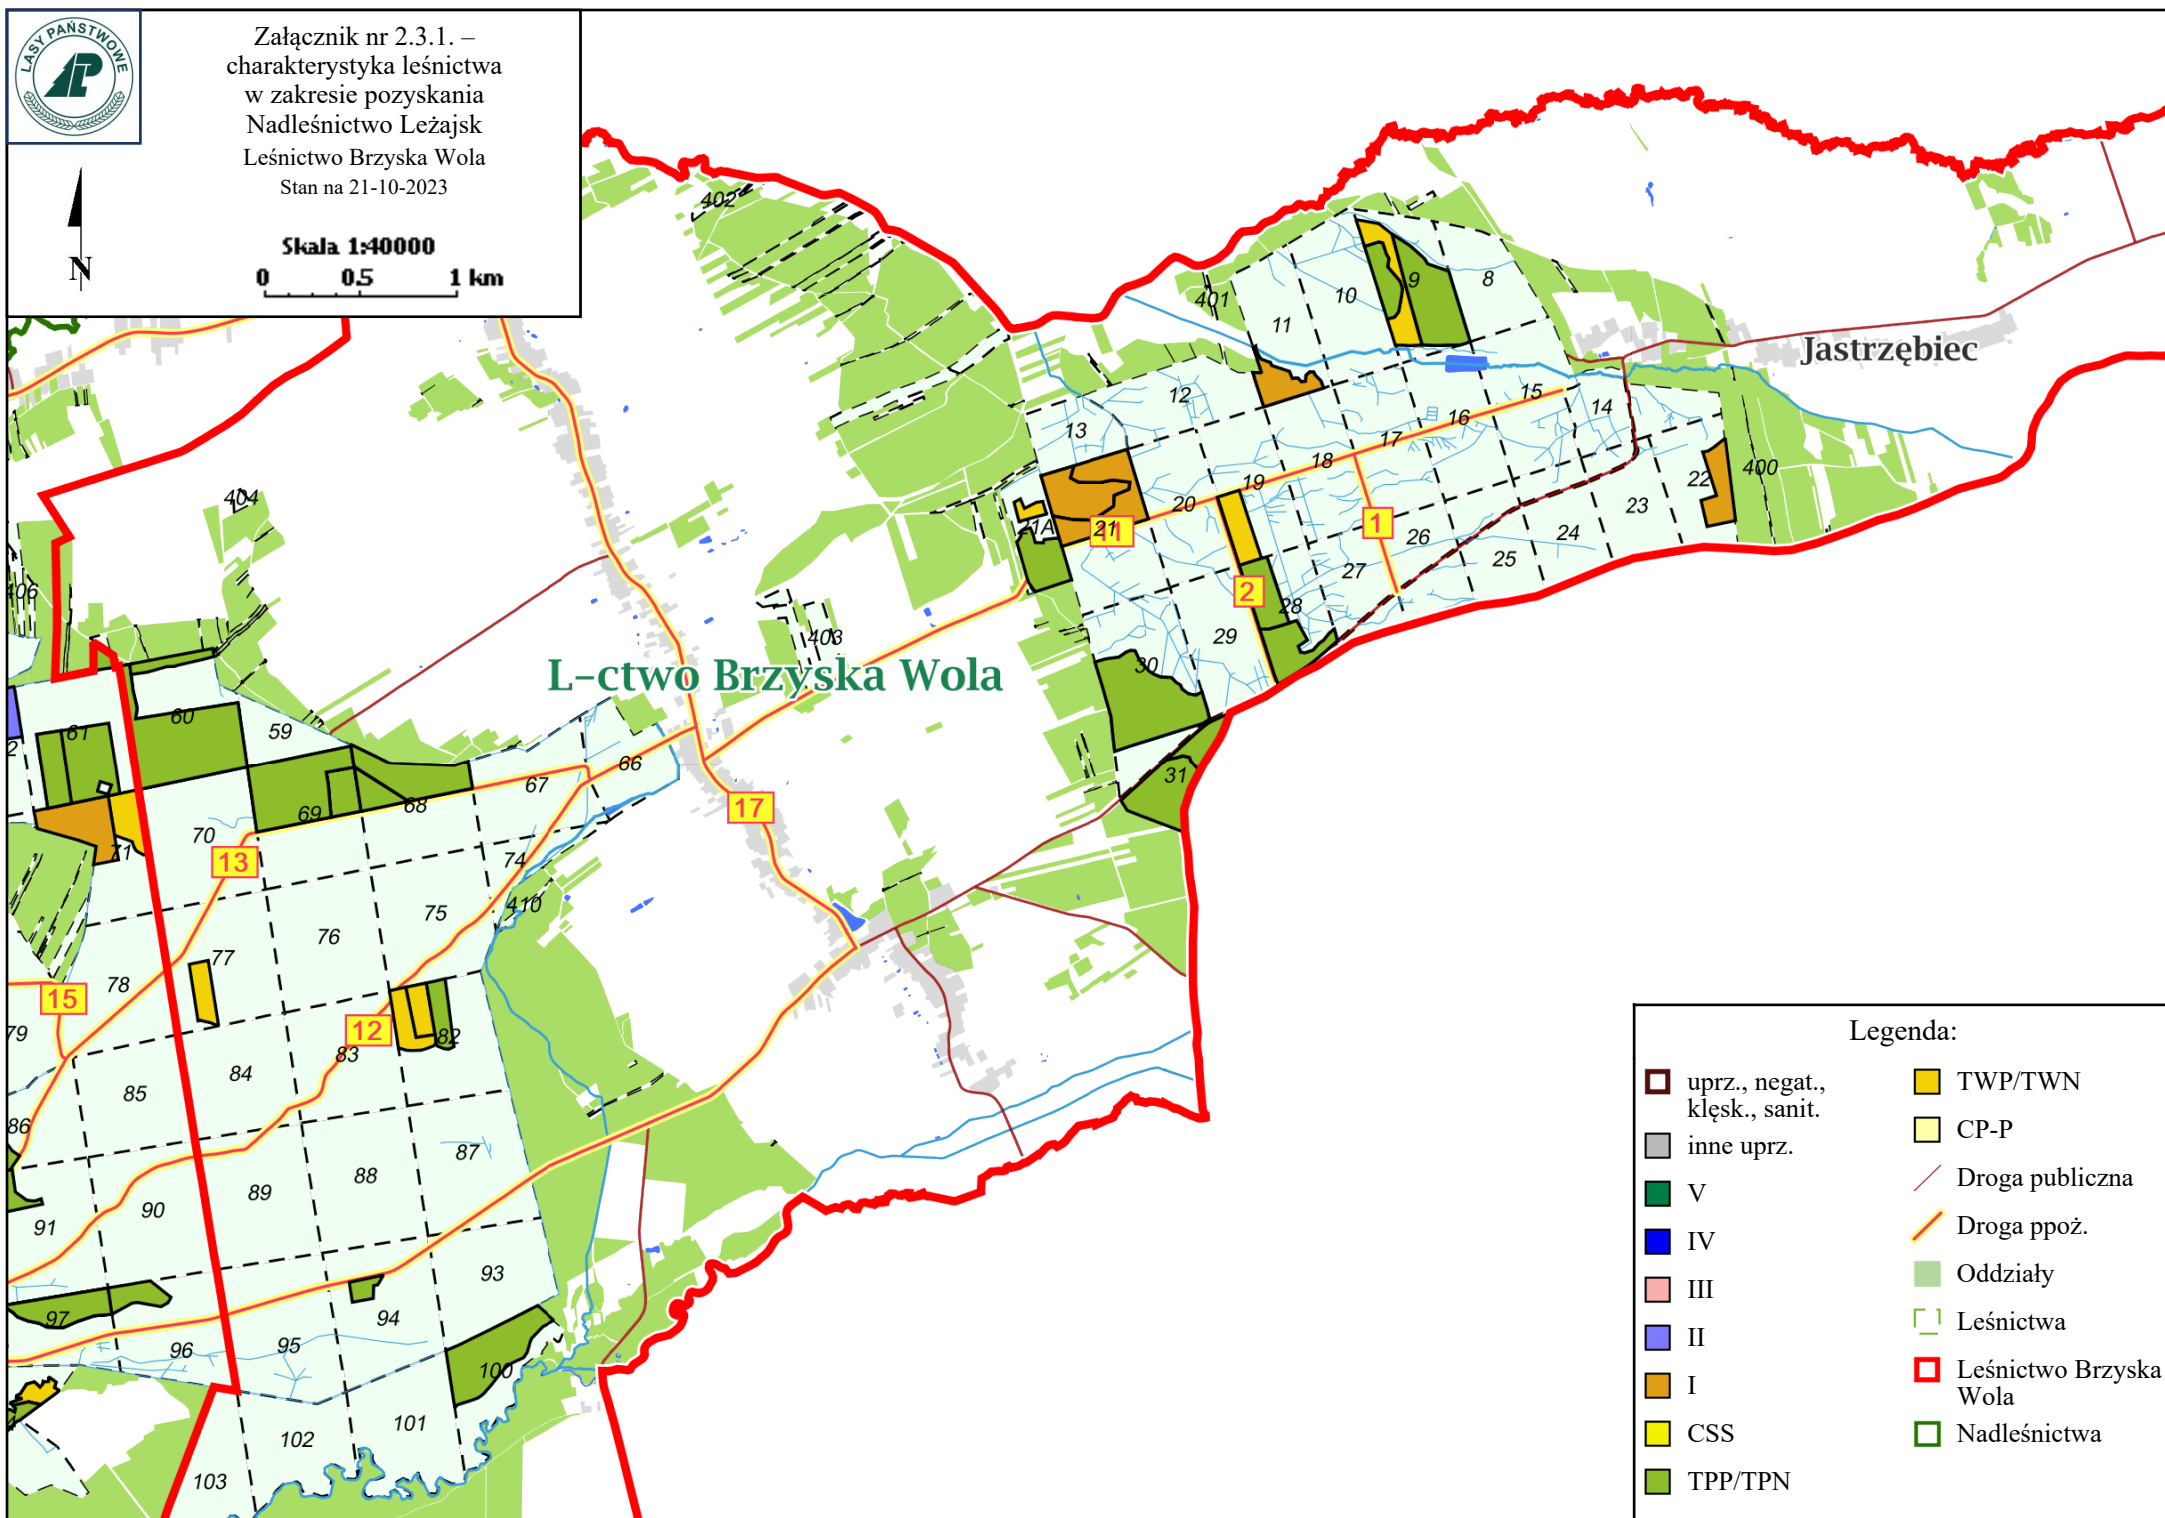 LASY PAŃSTWOWE
LP
Załącznik nr 2.3.1. –
charakterystyka leśnictwa
w zakresie pozyskania
Nadleśnictwo Leżajsk
Leśnictwo Brzyska Wola
Stan na 21-10-2023
N
Skala 1:40000
0 0.5 1 km
402
401
11
10
9
8
Jastrzębiec
12
13
15
14
16
17
18
19
20
22
400
404
21A
21
11
1
26
23
24
25
27
406
2
28
29
403
30
L-ctwo Brzyska Wola
31
60
61
59
66
67
68
69
70
71
13
17
74
410
75
76
77
78
15
79
12
82
83
84
85
86
87
88
89
90
91
93
94
95
96
97
100
101
102
103
Legenda:
uprz., negat.,
klęsk., sanit.
inne uprz.
V
IV
III
II
I
CSS
TPP/TPN
TWP/TWN
CP-P
Droga publiczna
Droga ppoż.
Oddziały
Leśnictwa
Leśnictwo Brzyska
Wola
Nadleśnictwa